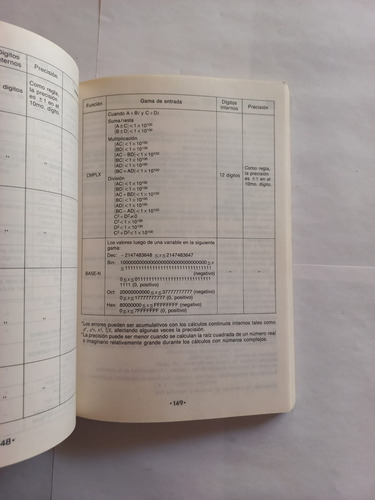 Dígitos
internos
Precisión
dígitos
Como regla,
la precisión
es ±1 en el
10mo. dígito.
Función
Gama de entrada
Dígitos
internos
Precisión
CMPLX
Cuando A + Bi y C + Di
Suma/resta
|A ± C| < 1 × 10¹⁰⁰
|B ± D| < 1 × 10¹⁰⁰
Multiplicación
|AC| < 1 × 10¹⁰⁰
|BD| < 1 × 10¹⁰⁰
|AC − BD| < 1 × 10¹⁰⁰
|BC| < 1 × 10¹⁰⁰
|AD| < 1 × 10¹⁰⁰
|BC + AD| < 1 × 10¹⁰⁰
División
|AC| < 1 × 10¹⁰⁰
|BD| < 1 × 10¹⁰⁰
|AC + BD| < 1 × 10¹⁰⁰
|BC| < 1 × 10¹⁰⁰
|AD| < 1 × 10¹⁰⁰
|BC − AD| < 1 × 10¹⁰⁰
C² < 1 × 10¹⁰⁰
D² < 1 × 10¹⁰⁰
C² + D² < 1 × 10¹⁰⁰
12 dígitos
Como regla,
la precisión
es ±1 en el
10mo. dígito.
BASE-N
Los valores luego de una variable en la siguiente
gama:
Dec: −2147483648 ≤ x ≤ 2147483647
Bin:
(negativo)
1111 (0, positivo)
Oct: 20000000000 ≤ x ≤ 37777777777 (negativo)
0 ≤ x ≤ 17777777777 (0, positivo)
Hex: 80000000 ≤ x ≤ FFFFFFFF (negativo)
0 ≤ x ≤ 7FFFFFFF (0, positivo)
*Los errores pueden ser acumulativos con los cálculos continuos internos tales como
afectando algunas veces la precisión.
*La precisión puede ser menor cuando se calculan la raíz cuadrada de un número real
o imaginario relativamente grande durante los cálculos con números complejos.
48•
•149•